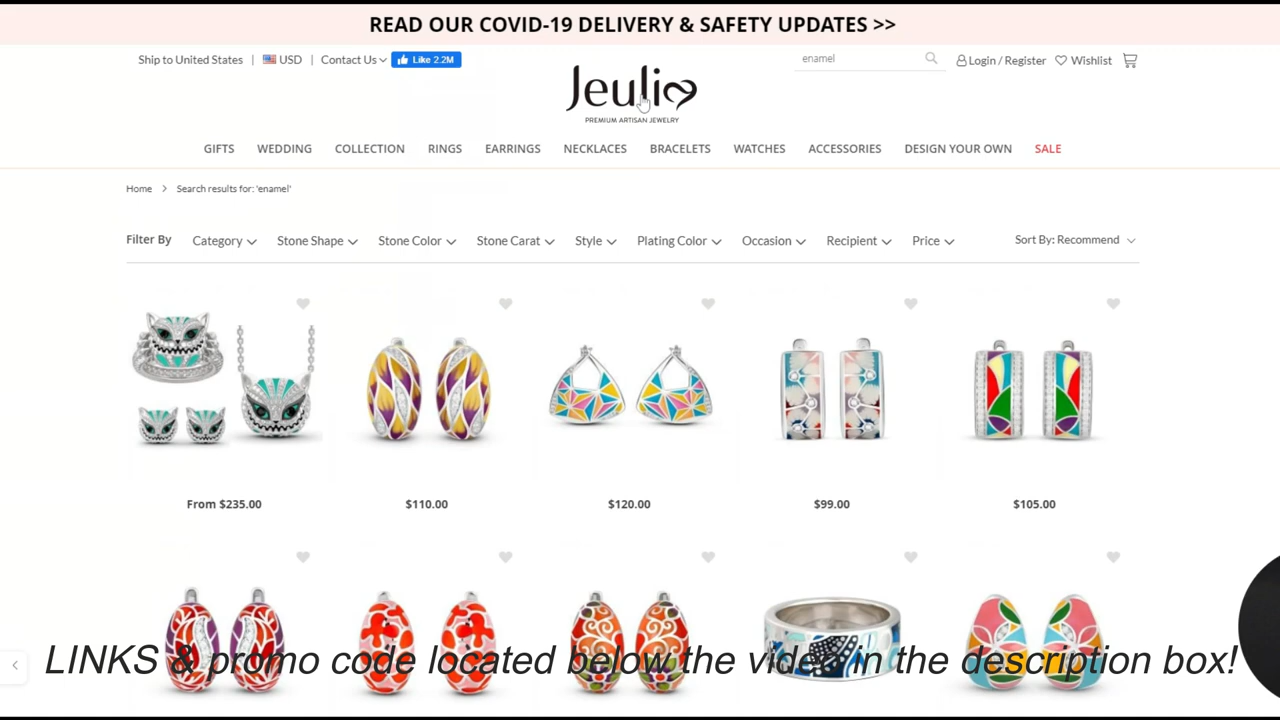 READ OUR COVID-19 DELIVERY & SAFETY UPDATES >>
Ship to United States | USD | Contact Us Like 2.2M
enamel
Login / Register Wishlist
Jeulia
PREMIUM ARTISAN JEWELRY
GIFTS WEDDING COLLECTION RINGS EARRINGS NECKLACES BRACELETS WATCHES ACCESSORIES DESIGN YOUR OWN SALE
Home > Search results for: 'enamel'
Filter By Category Stone Shape Stone Color Stone Carat Style Plating Color Occasion Recipient Price Sort By: Recommend
From $235.00 $110.00 $120.00 $99.00 $105.00
LINKS & promo code located below the video in the description box!